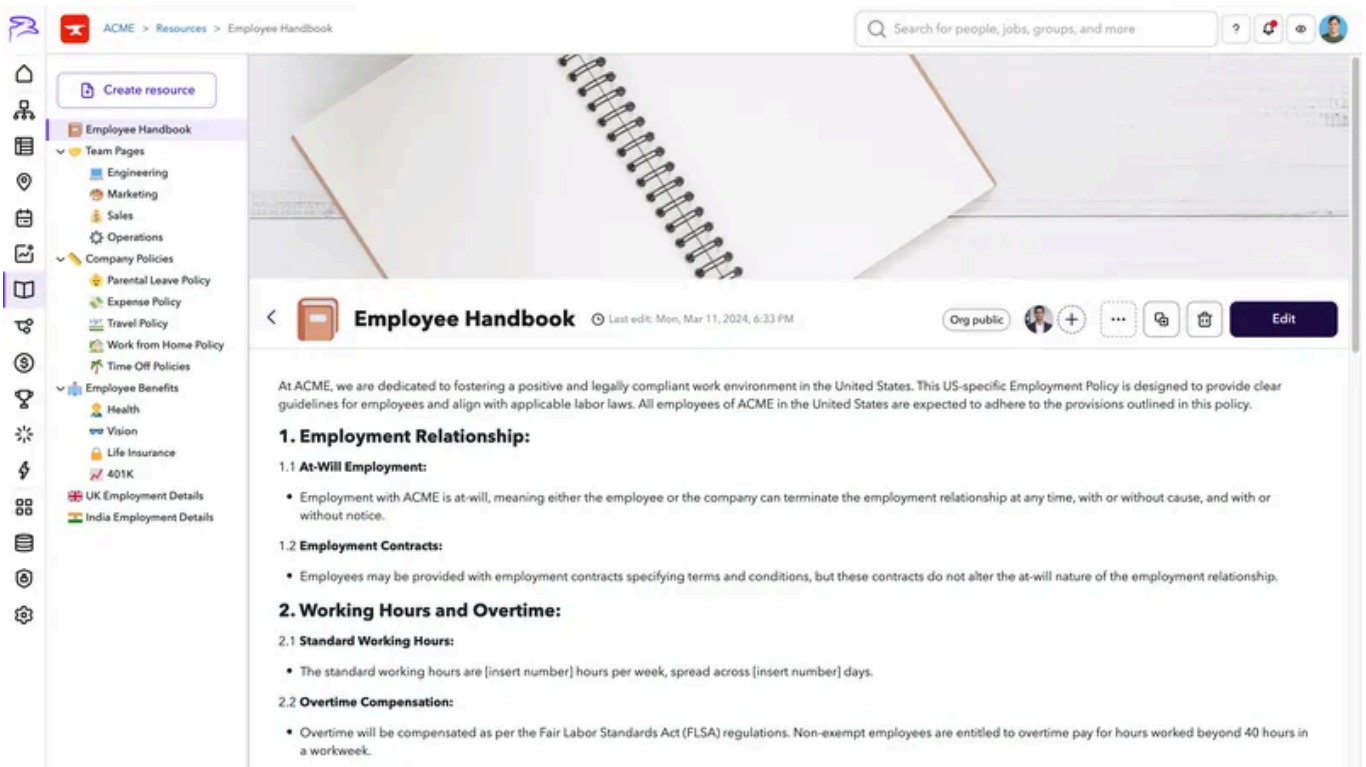 ACME > Resources > Employee Handbook
Search for people, jobs, groups, and more
?
Create resource
Employee Handbook
Team Pages
Engineering
Marketing
Sales
Operations
Company Policies
Parental Leave Policy
Expense Policy
Travel Policy
Work from Home Policy
Time Off Policies
Employee Benefits
Health
Vision
Life Insurance
401K
UK Employment Details
India Employment Details
Employee Handbook
Last edit: Mon, Mar 11, 2024, 6:33 PM
Org public
Edit
At ACME, we are dedicated to fostering a positive and legally compliant work environment in the United States. This US-specific Employment Policy is designed to provide clear
guidelines for employees and align with applicable labor laws. All employees of ACME in the United States are expected to adhere to the provisions outlined in this policy.
1. Employment Relationship:
1.1 At-Will Employment:
• Employment with ACME is at-will, meaning either the employee or the company can terminate the employment relationship at any time, with or without cause, and with or
without notice.
1.2 Employment Contracts:
• Employees may be provided with employment contracts specifying terms and conditions, but these contracts do not alter the at-will nature of the employment relationship.
2. Working Hours and Overtime:
2.1 Standard Working Hours:
• The standard working hours are [insert number] hours per week, spread across [insert number] days.
2.2 Overtime Compensation:
• Overtime will be compensated as per the Fair Labor Standards Act (FLSA) regulations. Non-exempt employees are entitled to overtime pay for hours worked beyond 40 hours in
a workweek.